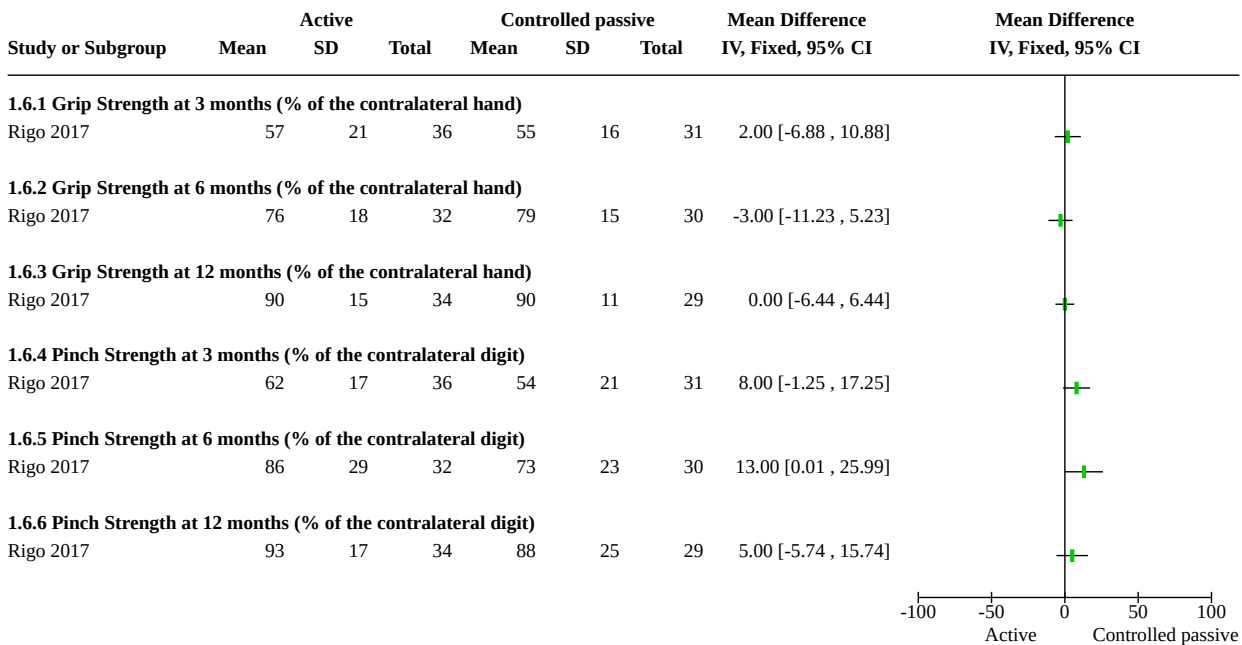 Active Controlled passive Mean Difference Mean Difference
Study or Subgroup Mean SD Total Mean SD Total IV, Fixed, 95% CI IV, Fixed, 95% CI
1.6.1 Grip Strength at 3 months (% of the contralateral hand)
Rigo 2017 57 21 36 55 16 31 2.00 [-6.88 , 10.88]
1.6.2 Grip Strength at 6 months (% of the contralateral hand)
Rigo 2017 76 18 32 79 15 30 -3.00 [-11.23 , 5.23]
1.6.3 Grip Strength at 12 months (% of the contralateral hand)
Rigo 2017 90 15 34 90 11 29 0.00 [-6.44 , 6.44]
1.6.4 Pinch Strength at 3 months (% of the contralateral digit)
Rigo 2017 62 17 36 54 21 31 8.00 [-1.25 , 17.25]
1.6.5 Pinch Strength at 6 months (% of the contralateral digit)
Rigo 2017 86 29 32 73 23 30 13.00 [0.01 , 25.99]
1.6.6 Pinch Strength at 12 months (% of the contralateral digit)
Rigo 2017 93 17 34 88 25 29 5.00 [-5.74 , 15.74]
-100 -50 0 50 100
Active Controlled passive